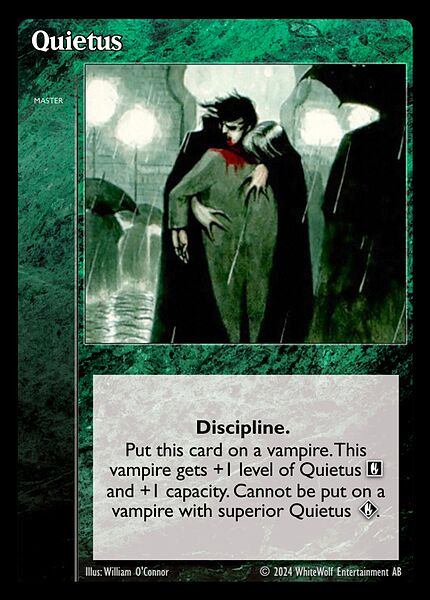 Quietus
MASTER
Discipline.
Put this card on a vampire. This
vampire gets +1 level of Quietus
and +1 capacity. Cannot be put on a
vampire with superior Quietus .
Illus: William O'Connor
© 2024 WhiteWolf Entertainment AB